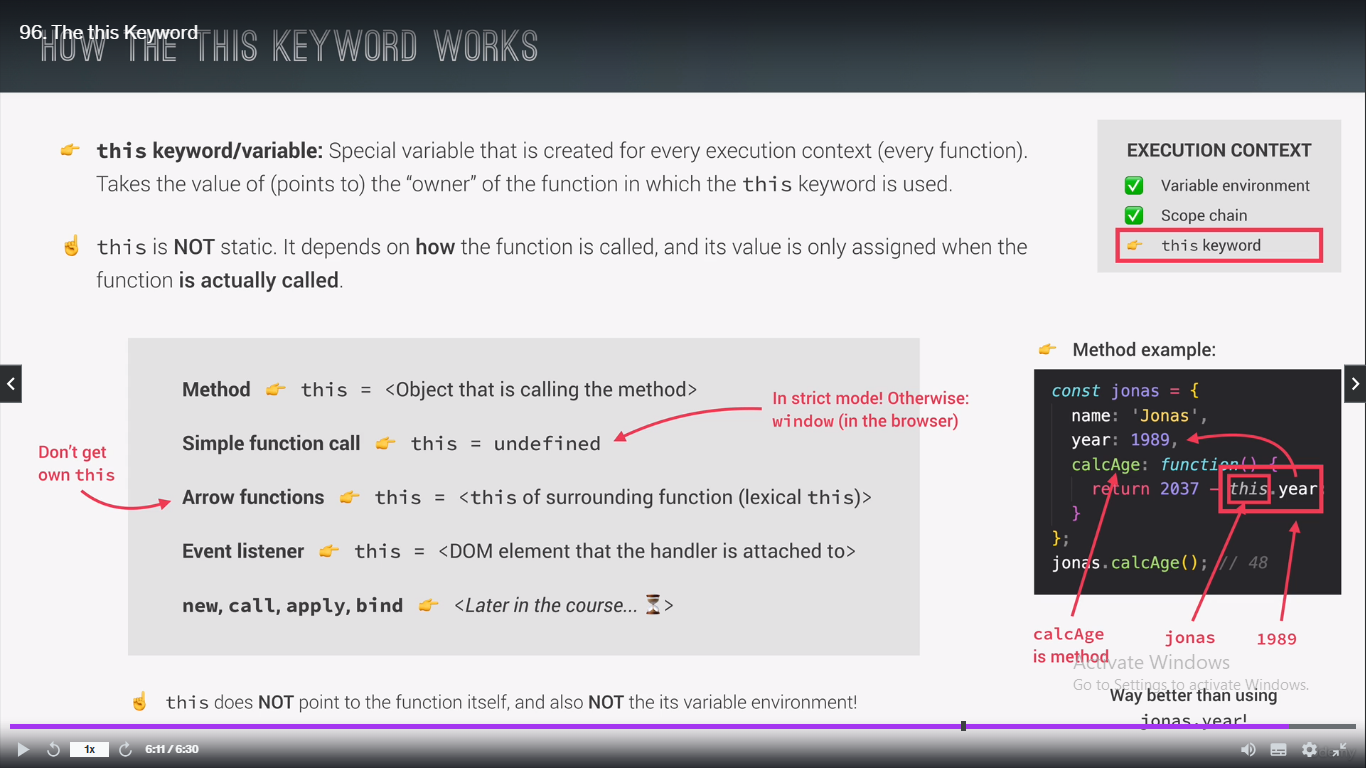 96. The this Keyword
HOW THE THIS KEYWORD WORKS
👉 this keyword/variable: Special variable that is created for every execution context (every function).
Takes the value of (points to) the “owner” of the function in which the this keyword is used.
☝ this is NOT static. It depends on how the function is called, and its value is only assigned when the
function is actually called.
EXECUTION CONTEXT
✅ Variable environment
✅ Scope chain
👉 this keyword
Method 👉 this = <Object that is calling the method>
Simple function call 👉 this = undefined
In strict mode! Otherwise:
window (in the browser)
Don’t get
own this
Arrow functions 👉 this = <this of surrounding function (lexical this)>
Event listener 👉 this = <DOM element that the handler is attached to>
new, call, apply, bind 👉 <Later in the course... ⏳>
☝ this does NOT point to the function itself, and also NOT the its variable environment!
👉 Method example:
const jonas = {
name: 'Jonas',
year: 1989,
calcAge: function() {
return 2037 - this.year
}
};
jonas.calcAge(); // 48
calcAge
is method
jonas
1989
Activate Windows
Go to Settings to activate Windows.
Way better than using
jonas.year!
1x
6:11 / 6:30